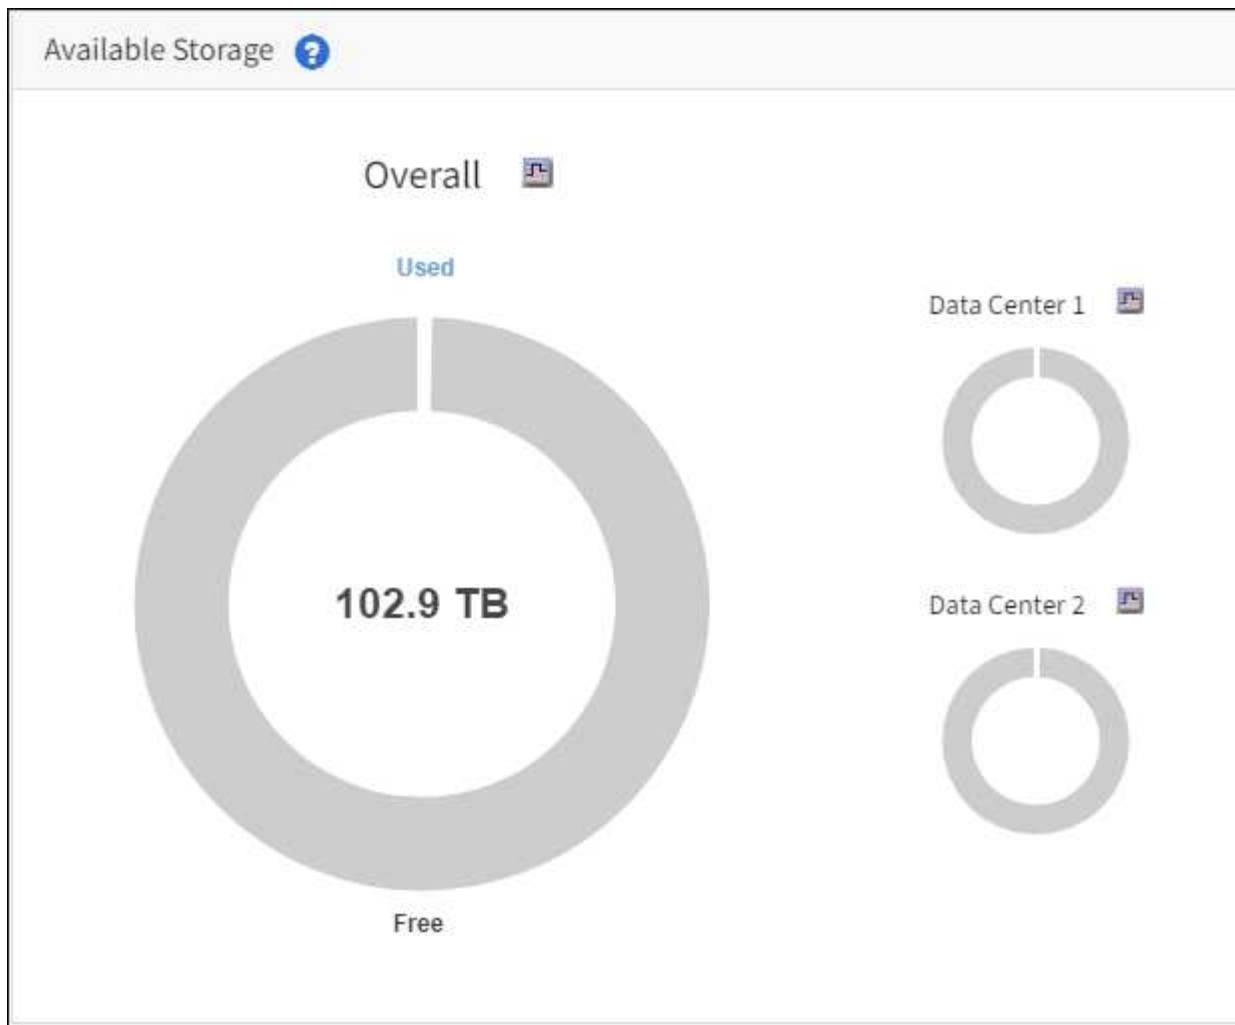 Available Storage ?
Overall
Used
102.9 TB
Free
Data Center 1
Data Center 2